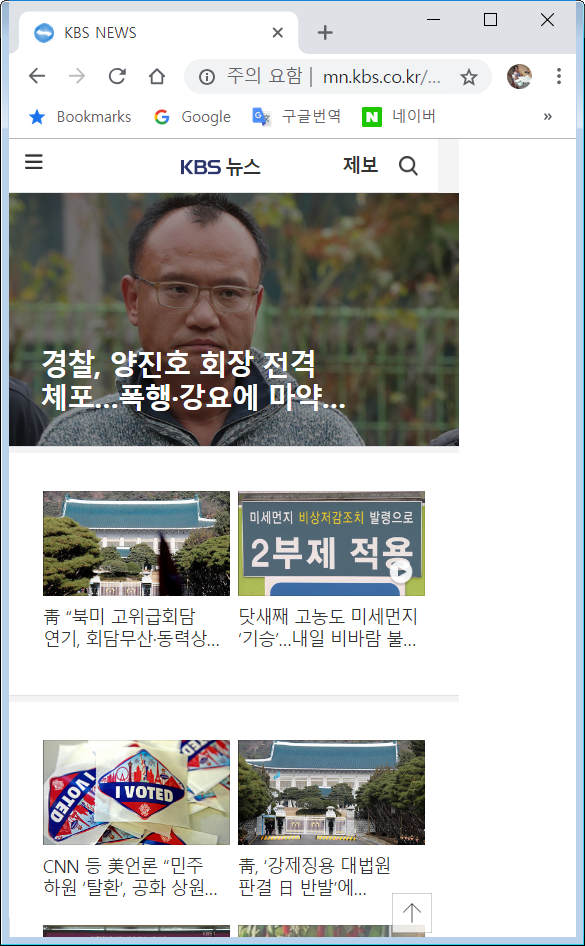 KBS NEWS
주의 요함 | mn.kbs.co.kr/...
Bookmarks
Google
구글번역
네이버
»
KBS 뉴스
제보
경찰, 양진호 회장 전격
체포...폭행·강요에 마약...
미세먼지 비상저감조치 발령으로
2부제 적용
靑 “북미 고위급회담
연기, 회담무산·동력상...
닷새째 고농도 미세먼지
‘기승’...내일 비바람 불...
I VOTED
I VOTED
CNN 등 美언론 “민주
하원 ‘탈환’, 공화 상원...
靑, ‘강제징용 대법원
판결 日 반발’에...